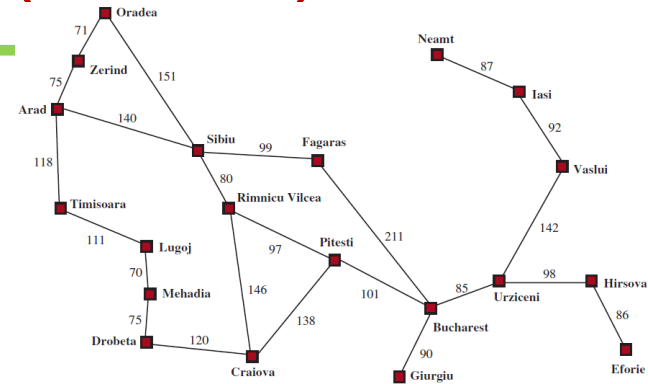 Oradea
71
Neamt
87
Zerind
151
75
Iasi
Arad
140
92
Sibiu
99
Fagaras
118
80
Vaslui
Timisoara
Rimnicu Vilcea
111
97
Pitesti
211
142
Lugoj
70
Mehadia
146
101
85
98
Hirsova
Urziceni
75
138
86
Bucharest
Drobeta
120
90
Craiova
Giurgiu
Eforie